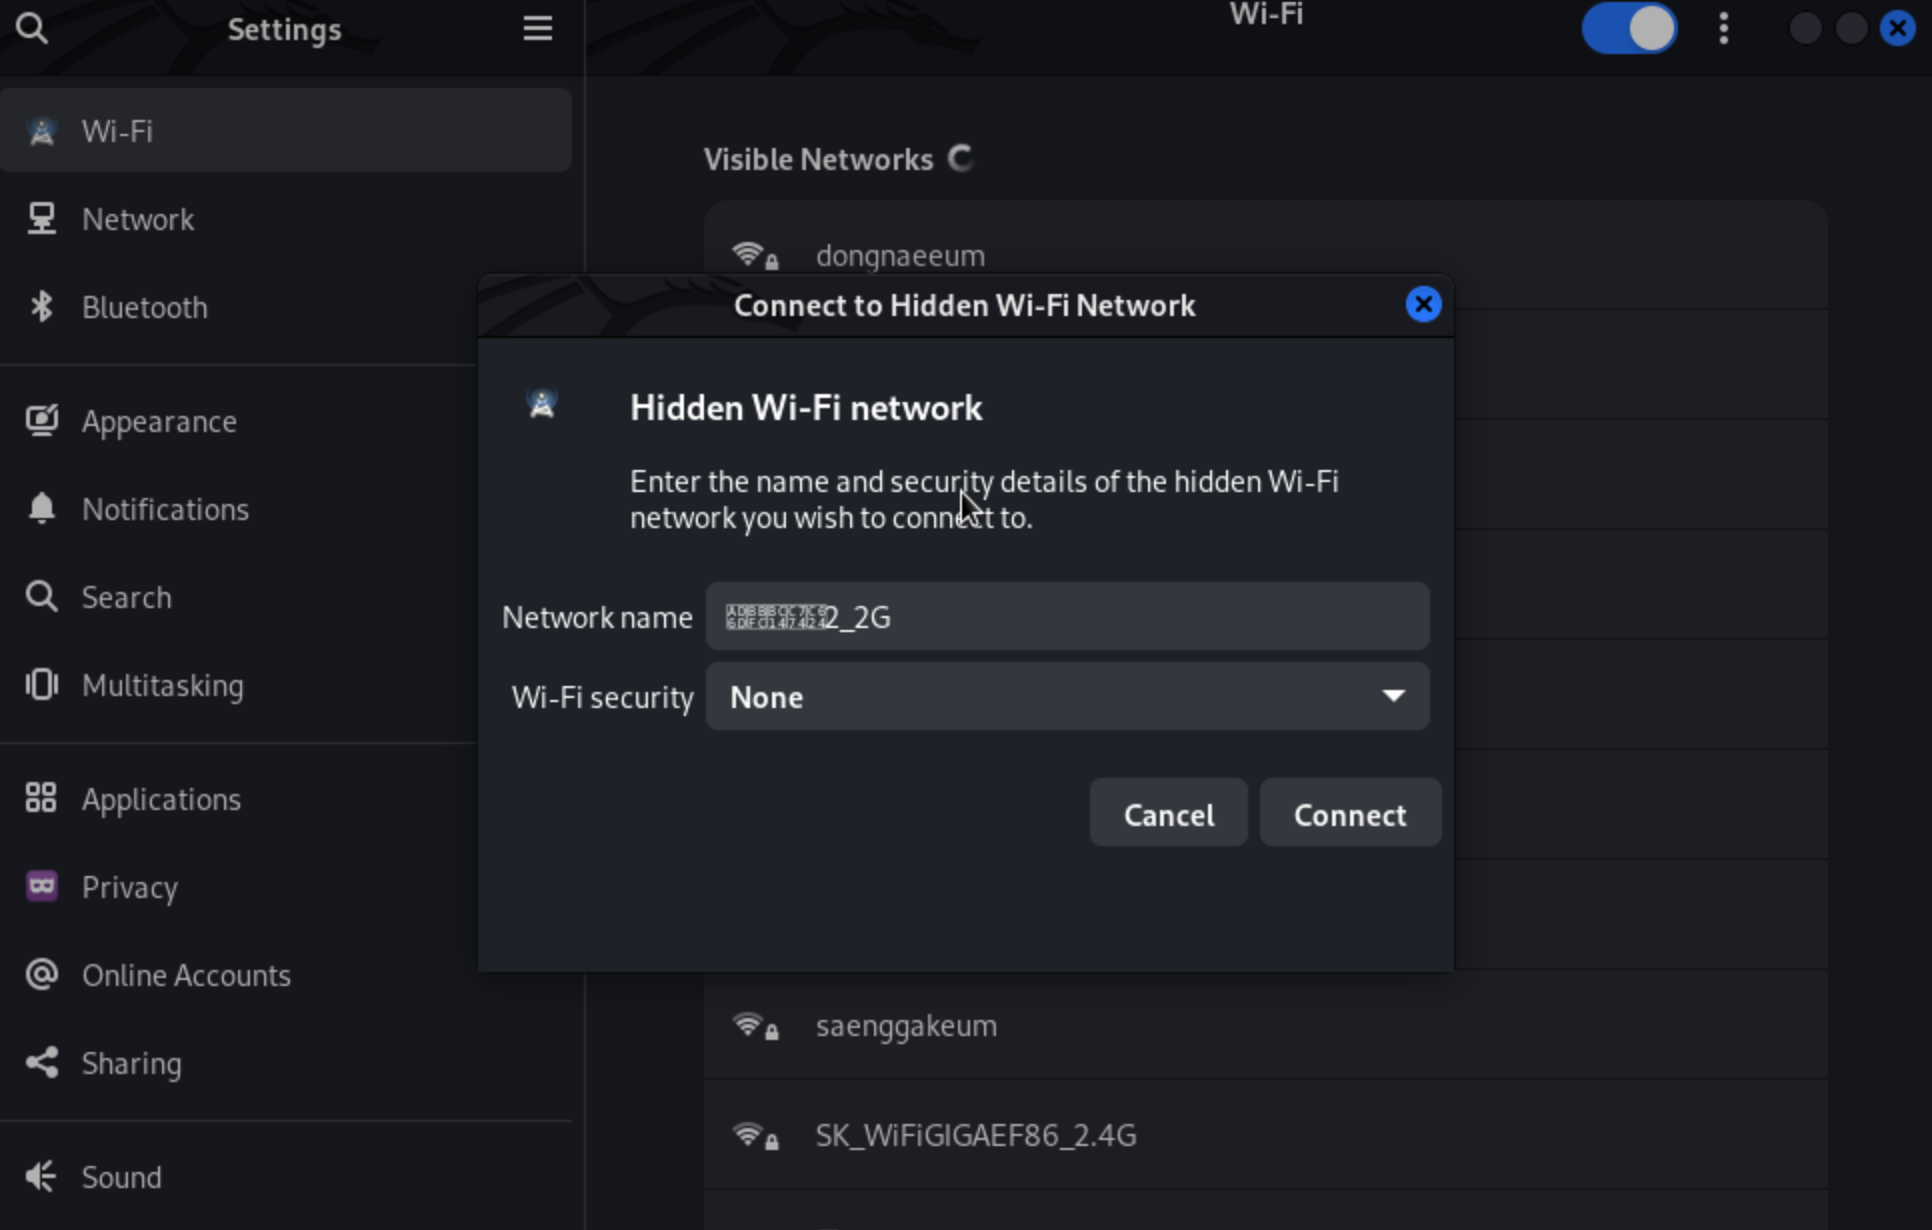 Settings
Wi-Fi
Wi-Fi
Network
Bluetooth
Appearance
Notifications
Search
Multitasking
Applications
Privacy
Online Accounts
Sharing
Sound
Visible Networks
dongnaeeum
Connect to Hidden Wi-Fi Network
Hidden Wi-Fi network
Enter the name and security details of the hidden Wi-Fi
network you wish to connect to.
Network name
2_2G
Wi-Fi security
None
Cancel
Connect
saenggakeum
SK_WiFiGIGAEF86_2.4G